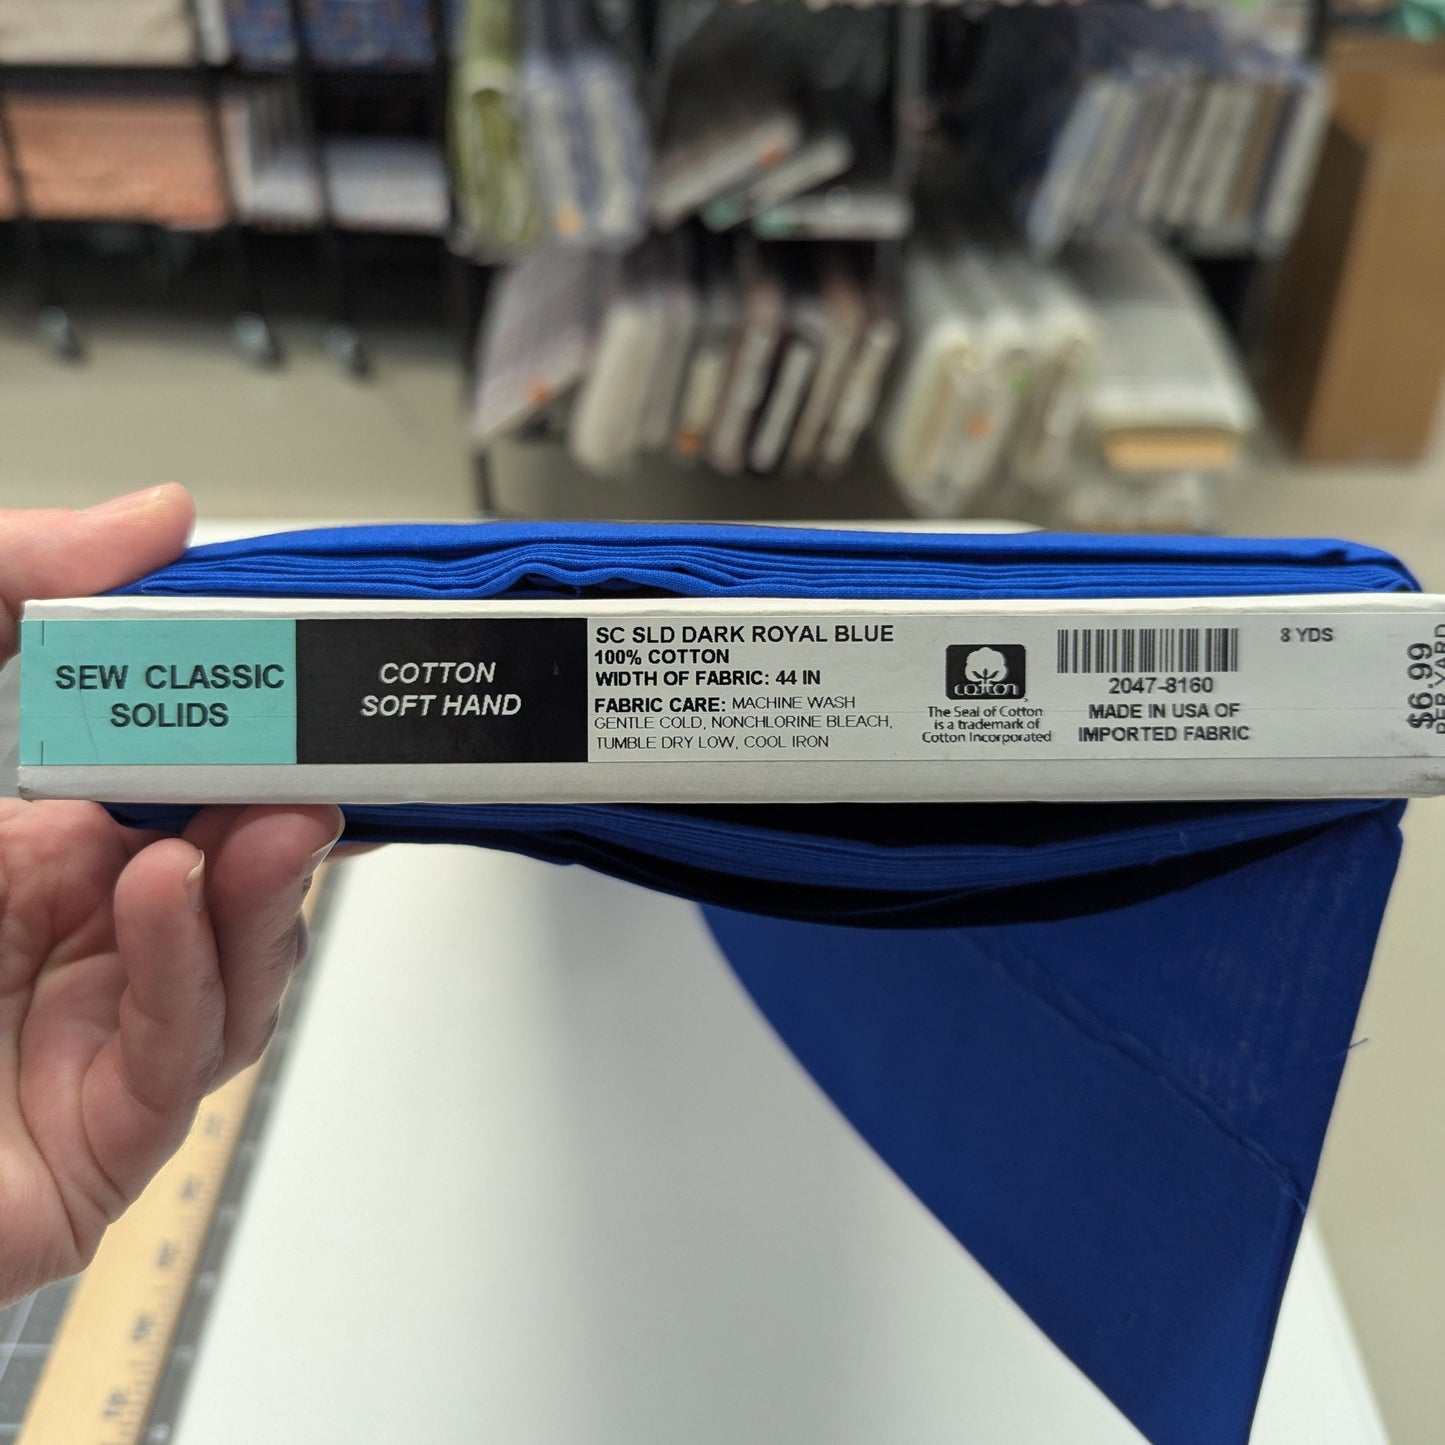 SEW CLASSIC
SOLIDS
COTTON
SOFT HAND
SC SLD DARK ROYAL BLUE
100% COTTON
WIDTH OF FABRIC: 44 IN
FABRIC CARE: MACHINE WASH
GENTLE COLD, NONCHLORINE BLEACH,
TUMBLE DRY LOW, COOL IRON
cotton
The Seal of Cotton
is a trademark of
Cotton Incorporated
2047-8160
MADE IN USA OF
IMPORTED FABRIC
8 YDS
$6.99
PER YARD